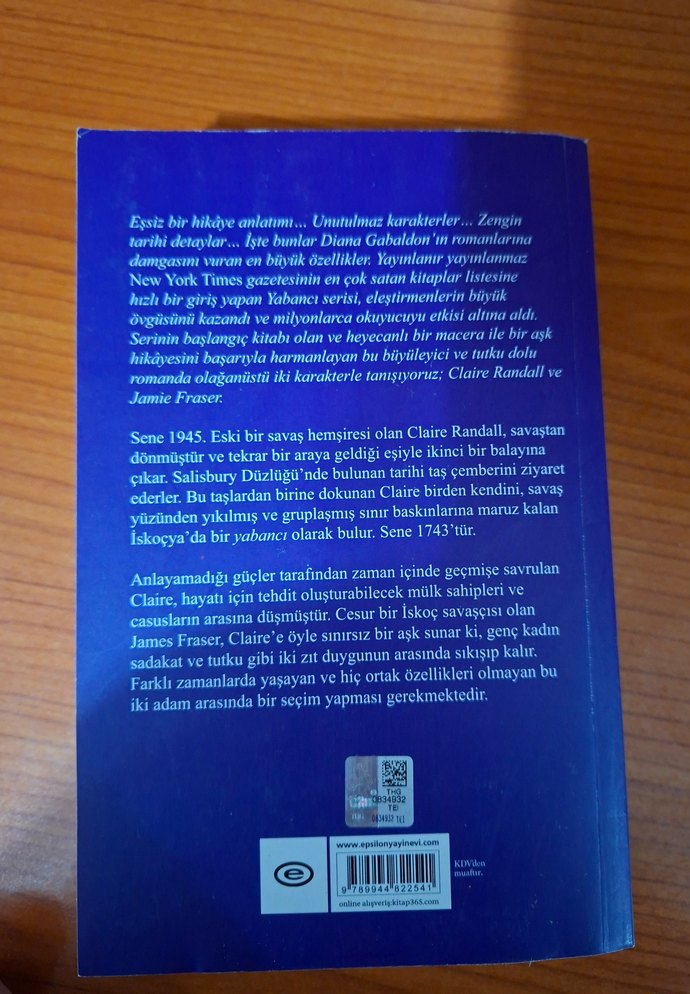 Eşsiz bir hikâye anlatımı… Unutulmaz karakterler… Zengin
tarihi detaylar… İşte bunlar Diana Gabaldon'ın romanlarına
damgasını vuran en büyük özellikler. Yayınlanır yayınlanmaz
New York Times gazetesinin en çok satan kitaplar listesine
hızlı bir giriş yapan Yabancı serisi, eleştirmenlerin büyük
övgüsünü kazandı ve milyonlarca okuyucuyu etkisi altına aldı.
Serinin başlangıç kitabı olan ve heyecanlı bir macera ile bir aşk
hikâyesini başarıyla harmanlayan bu büyüleyici ve tutku dolu
romanda olağanüstü iki karakterle tanışıyoruz; Claire Randall ve
Jamie Fraser.
Sene 1945. Eski bir savaş hemşiresi olan Claire Randall, savaştan
dönmüştür ve tekrar bir araya geldiği eşiyle ikinci bir balayına
çıkar. Salisbury Düzlüğü'nde bulunan tarihi taş çemberini ziyaret
ederler. Bu taşlardan birine dokunan Claire birden kendini, savaş
yüzünden yıkılmış ve gruplaşmış sınır baskınlarına maruz kalan
İskoçya'da bir yabancı olarak bulur. Sene 1743'tür.
Anlayamadığı güçler tarafından zaman içinde geçmişe savrulan
Claire, hayatı için tehdit oluşturabilecek mülk sahipleri ve
casusların arasına düşmüştür. Cesur bir İskoç savaşçısı olan
James Fraser, Claire'e öyle sınırsız bir aşk sunar ki, genç kadın
sadakat ve tutku gibi iki zıt duygunun arasında sıkışıp kalır.
Farklı zamanlarda yaşayan ve hiç ortak özellikleri olmayan bu
iki adam arasında bir seçim yapması gerekmektedir.
THG
0834932
TEI
0834932 TEI
www.epsilonyayinevi.com
9 789944 822541
online alışveriş:kitap365.com
e
KDV'den
muaftır.